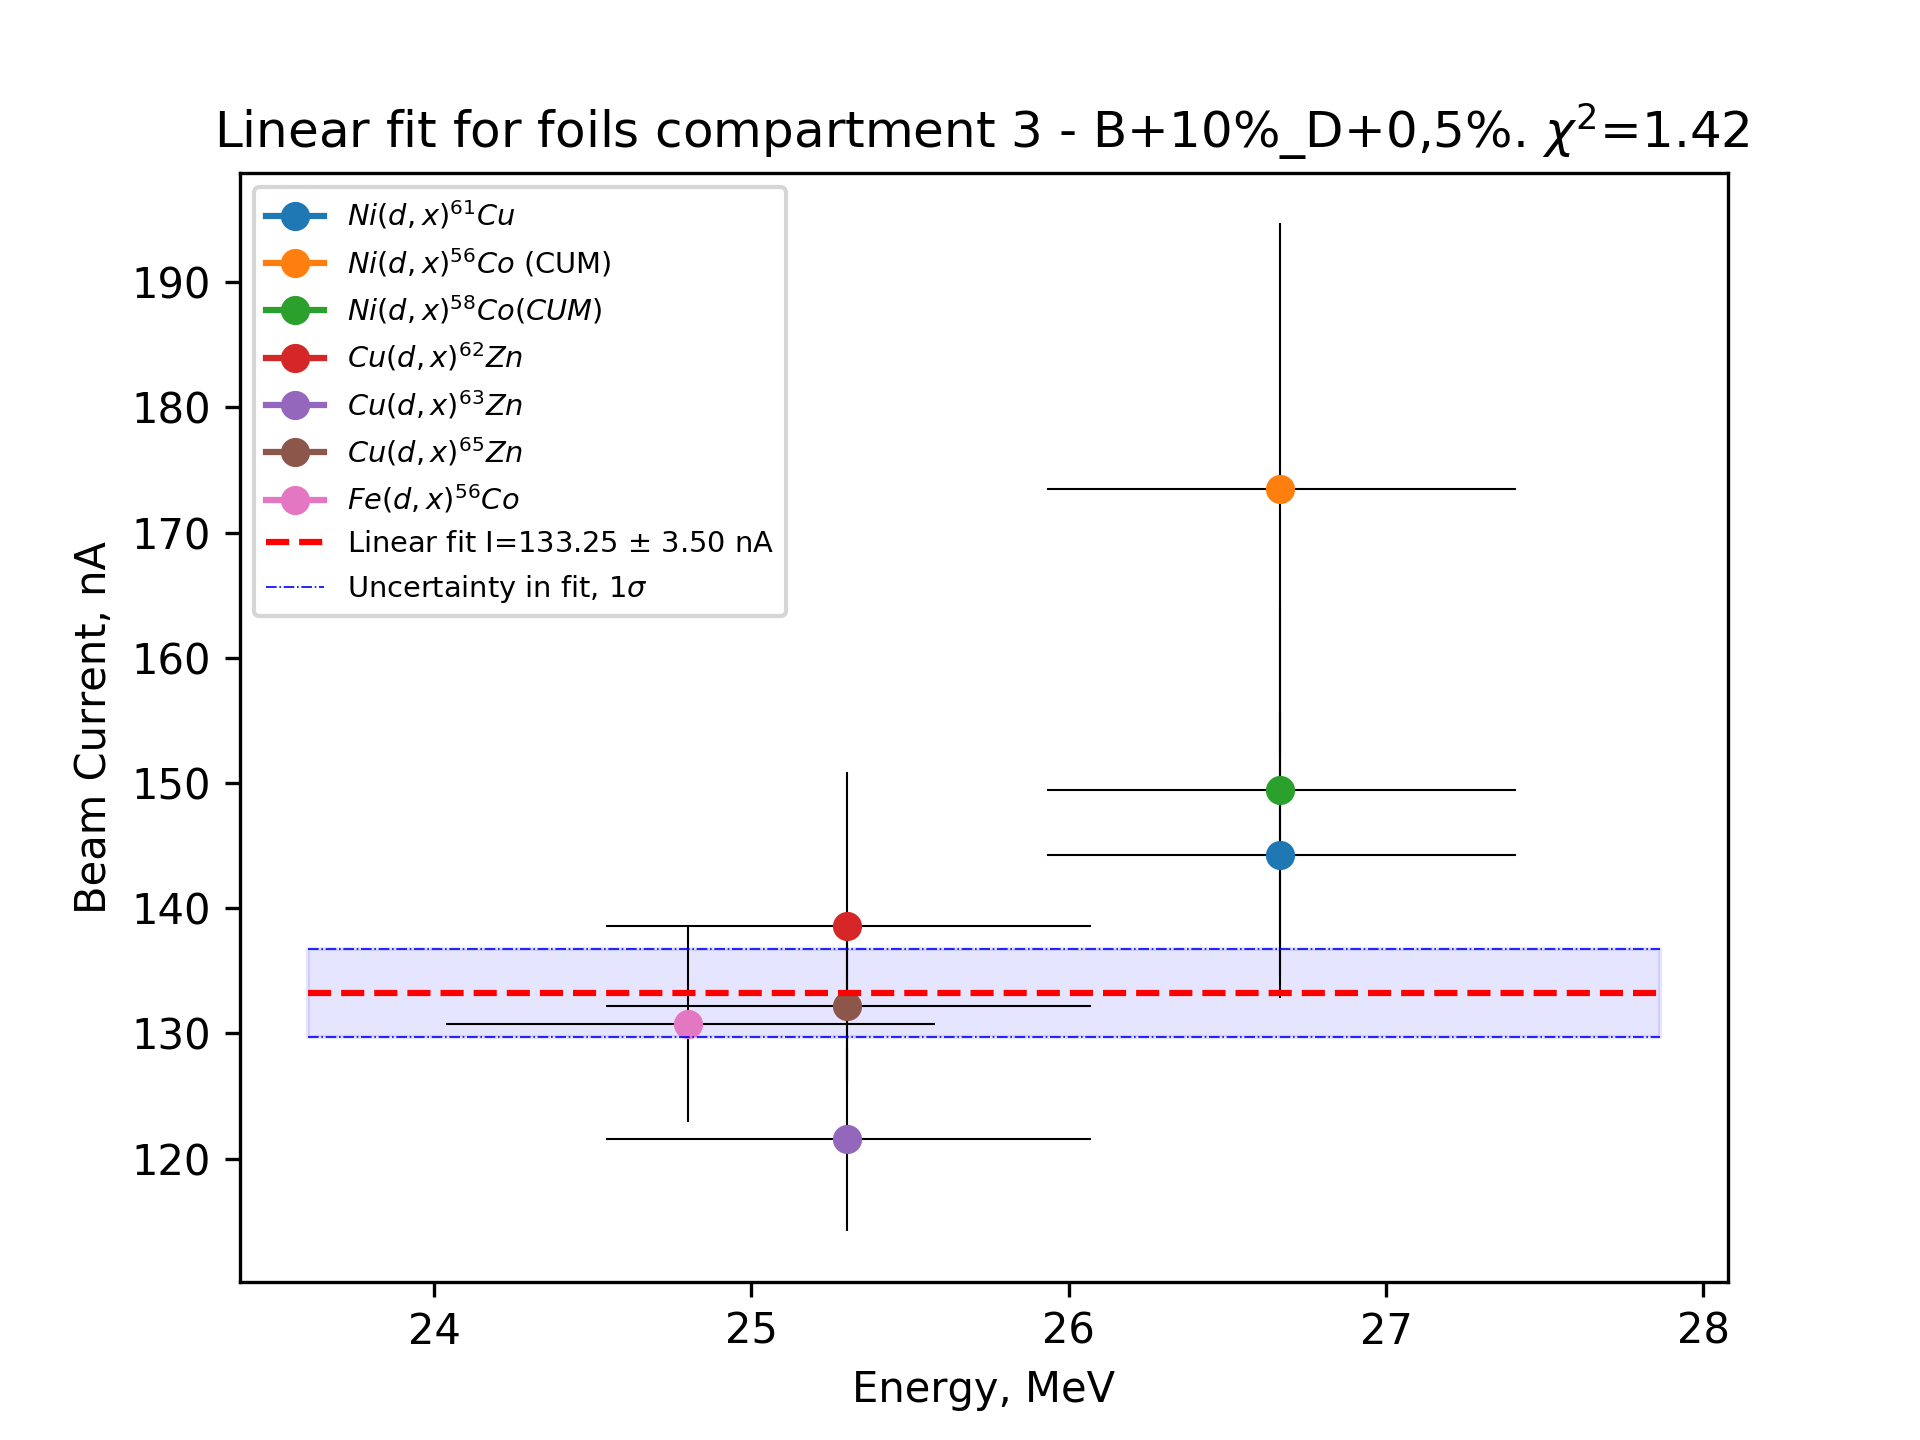 Linear fit for foils compartment 3 - B+10%_D+0,5%. χ²=1.42
Ni(d,x)⁶¹Cu
Ni(d,x)⁵⁶Co (CUM)
Ni(d,x)⁵⁸Co(CUM)
Cu(d,x)⁶²Zn
Cu(d,x)⁶³Zn
Cu(d,x)⁶⁵Zn
Fe(d,x)⁵⁶Co
Linear fit I=133.25 ± 3.50 nA
Uncertainty in fit, 1σ
Beam Current, nA
190
180
170
160
150
140
130
120
24 25 26 27 28
Energy, MeV